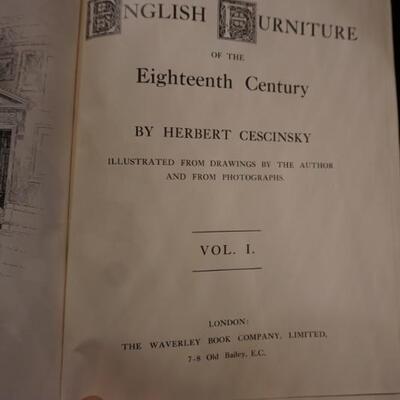 ENGLISH FURNITURE
OF THE
Eighteenth Century
BY HERBERT CESCINSKY
ILLUSTRATED FROM DRAWINGS BY THE AUTHOR
AND FROM PHOTOGRAPHS.
VOL. I.
LONDON:
THE WAVERLEY BOOK COMPANY, LIMITED,
7-8 Old Bailey, E.C.